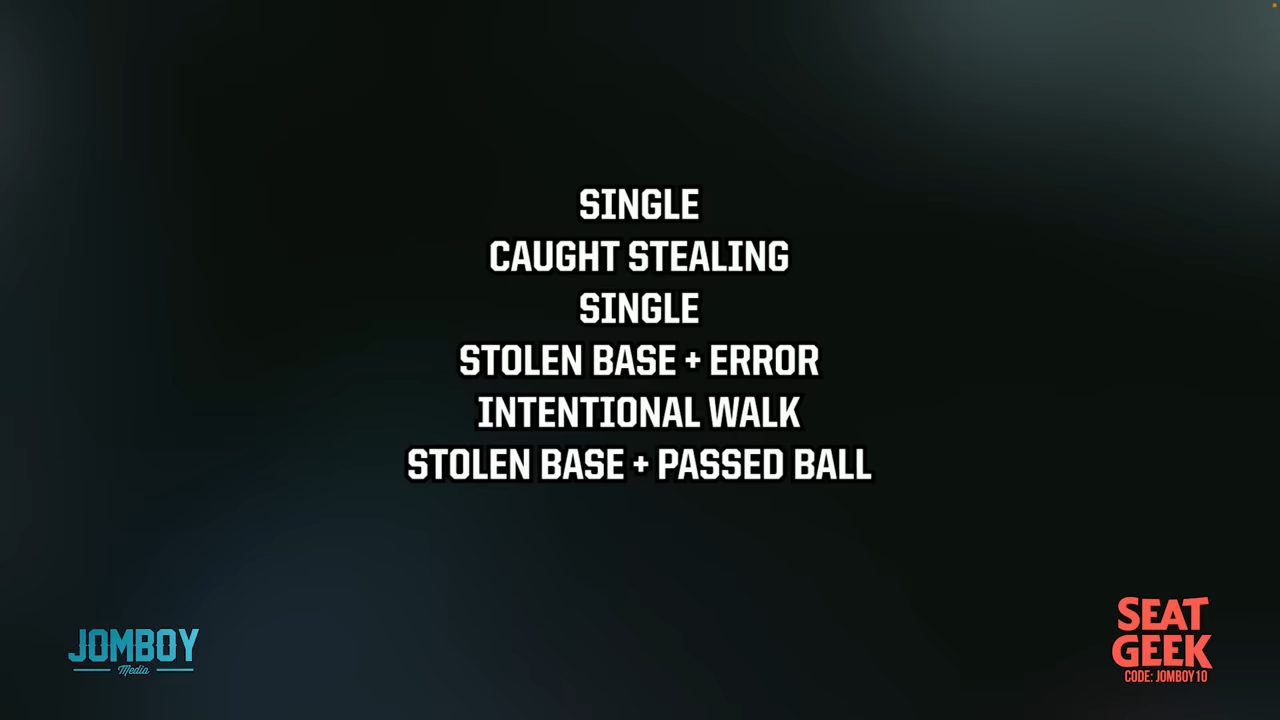 SINGLE
CAUGHT STEALING
SINGLE
STOLEN BASE + ERROR
INTENTIONAL WALK
STOLEN BASE + PASSED BALL
JOMBOY
Media
SEAT
GEEK
CODE: JOMBOY10